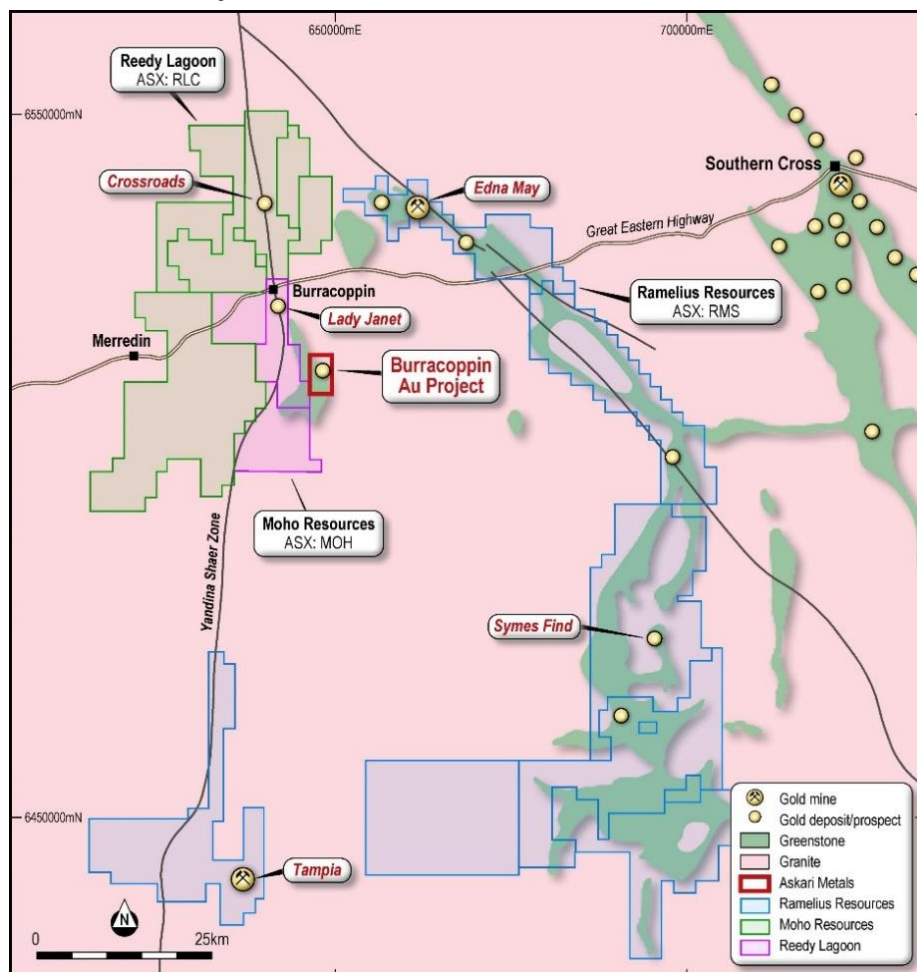 650000mE
700000mE
Reedy Lagoon
ASX: RLC
6550000mN
Southern Cross
Crossroads
Edna May
Great Eastern Highway
Burracoppin
Ramelius Resources
ASX: RMS
Lady Janet
Merredin
Burracoppin
Au Project
Moho Resources
ASX: MOH
Yandina Shaer Zone
Symes Find
6450000mN
Tampia
N
0
25km
Gold mine
Gold deposit/prospect
Greenstone
Granite
Askari Metals
Ramelius Resources
Moho Resources
Reedy Lagoon